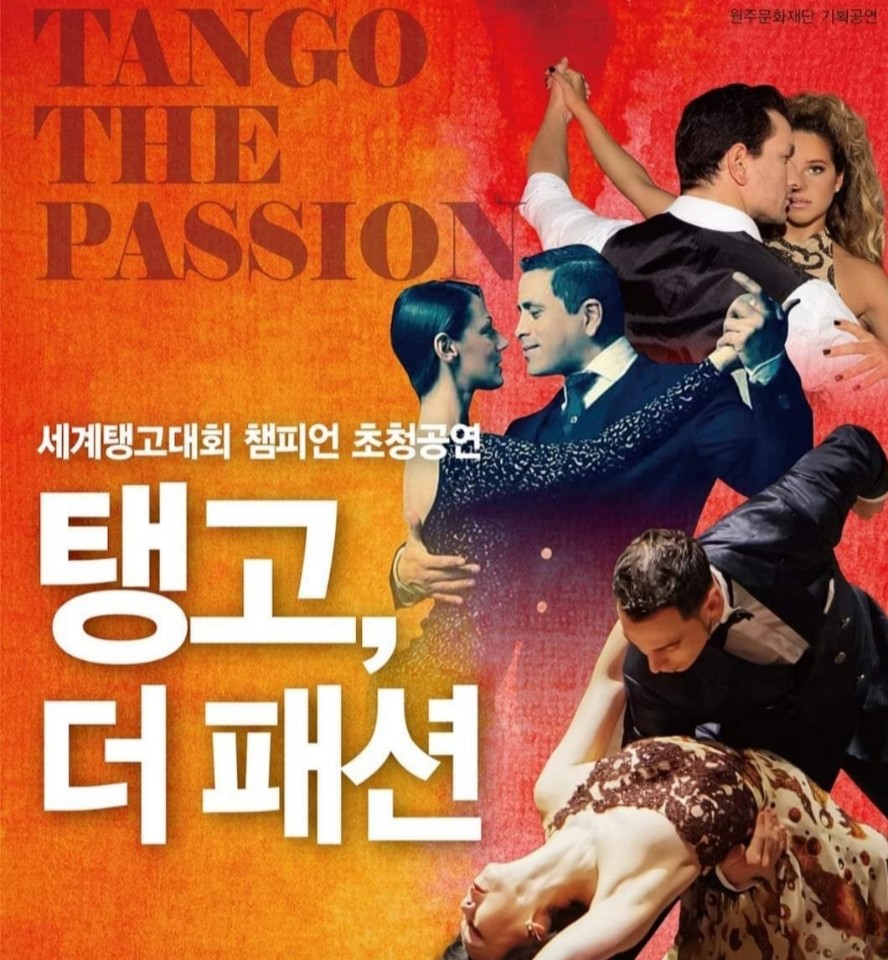 원주문화재단 기획공연
TANGO
THE
PASSION
세계탱고대회 챔피언 초청공연
탱고,
더 패션